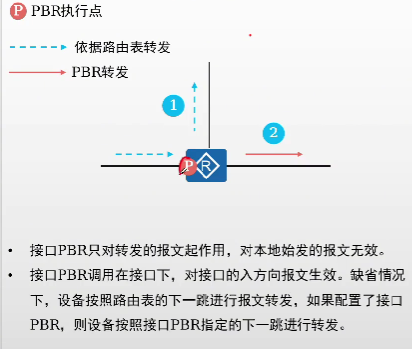 P PBR执行点
依据路由表转发
PBR转发
1
2
P R
• 接口PBR只对转发的报文起作用，对本地始发的报文无效。
• 接口PBR调用在接口下，对接口的入方向报文生效。缺省情况
下，设备按照路由表的下一跳进行报文转发，如果配置了接口
PBR，则设备按照接口PBR指定的下一跳进行转发。